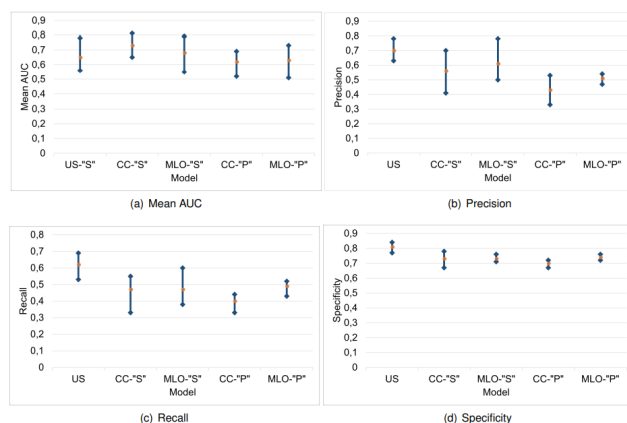 0,9
0,8
0,7
0,6
0,5
0,4
0,3
0,2
0,1
0
Mean AUC
US-"S" CC-"S" MLO-"S" CC-"P" MLO-"P"
Model
(a) Mean AUC
0,9
0,8
0,7
0,6
0,5
0,4
0,3
0,2
0,1
0
Precision
US CC-"S" MLO-"S" CC-"P" MLO-"P"
Model
(b) Precision
0,8
0,7
0,6
0,5
0,4
0,3
0,2
0,1
0
Recall
US CC-"S" MLO-"S" CC-"P" MLO-"P"
Model
(c) Recall
0,9
0,8
0,7
0,6
0,5
0,4
0,3
0,2
0,1
0
Specificity
US CC-"S" MLO-"S" CC-"P" MLO-"P"
Model
(d) Specificity